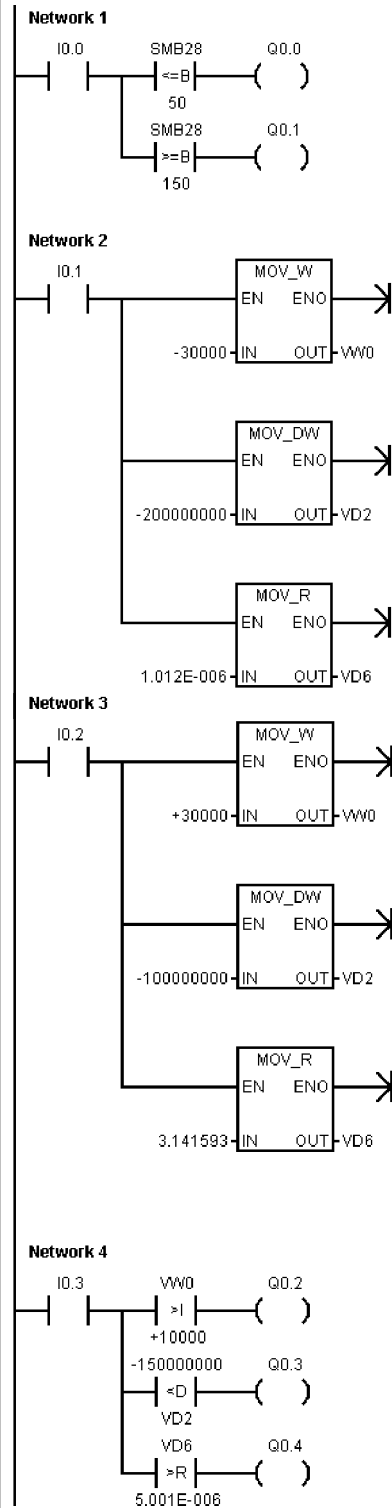 Network 1
I0.0 SMB28 Q0.0
<=B
50
SMB28 Q0.1
>=B
150
Network 2
I0.1 MOV_W
EN ENO
-30000 IN OUT VW0
MOV_DW
EN ENO
-200000000 IN OUT VD2
MOV_R
EN ENO
1.012E-006 IN OUT VD6
Network 3
I0.2 MOV_W
EN ENO
+30000 IN OUT VW0
MOV_DW
EN ENO
-100000000 IN OUT VD2
MOV_R
EN ENO
3.141593 IN OUT VD6
Network 4
I0.3 VW0 Q0.2
>I
+10000
-150000000 Q0.3
<D
VD2
VD6 Q0.4
>R
5.001E-006